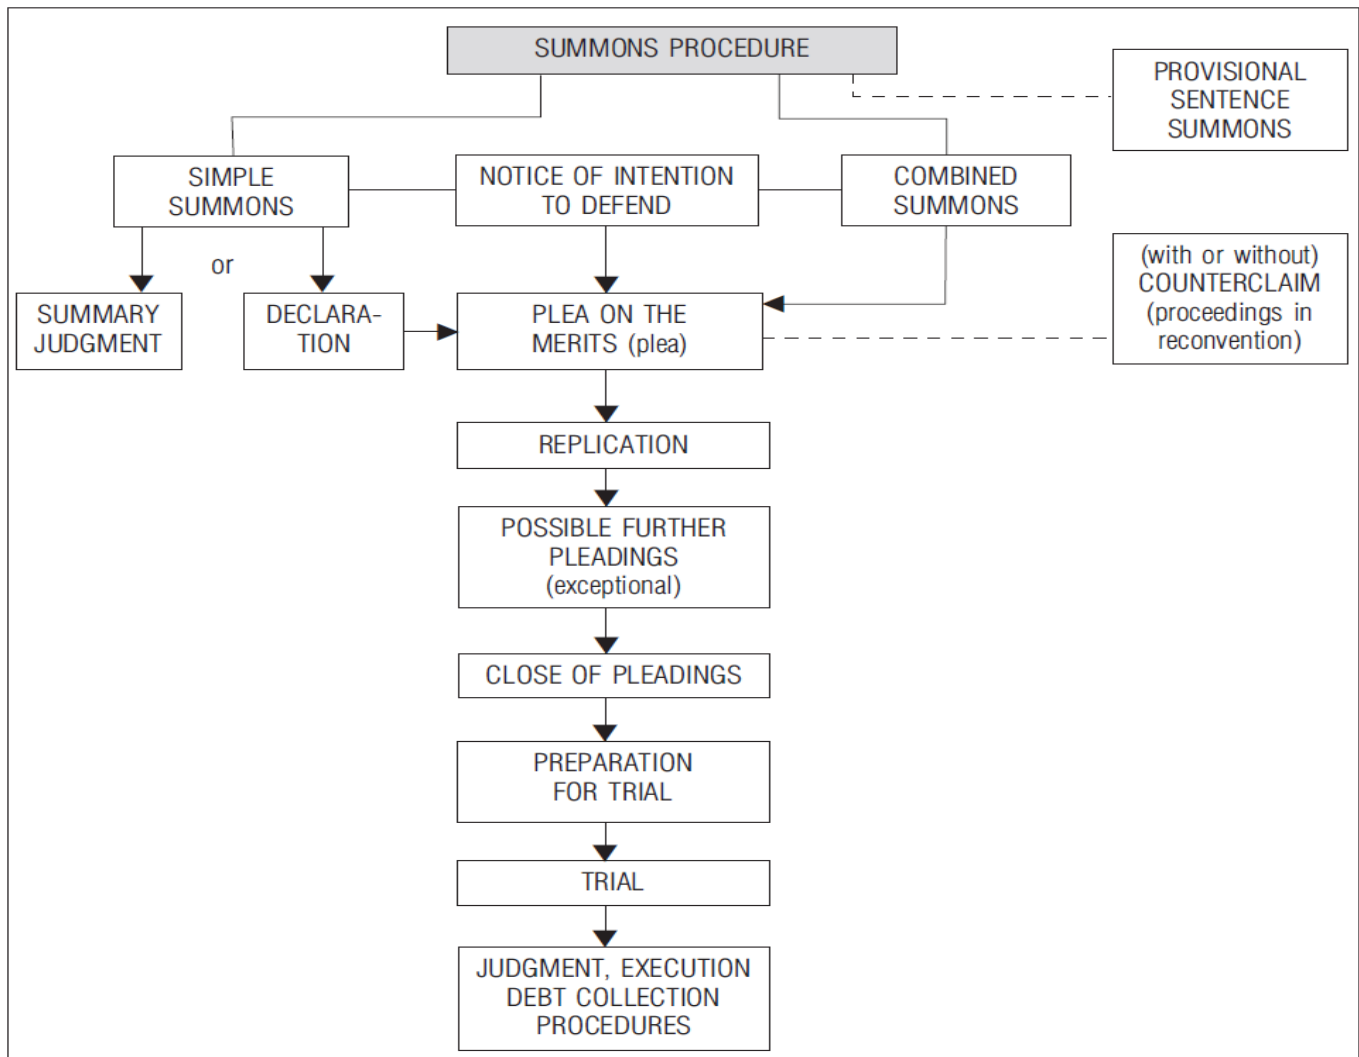 SUMMONS PROCEDURE
PROVISIONAL
SENTENCE
SUMMONS
SIMPLE
SUMMONS
NOTICE OF INTENTION
TO DEFEND
COMBINED
SUMMONS
or
(with or without)
COUNTERCLAIM
(proceedings in
reconvention)
SUMMARY
JUDGMENT
DECLARA-
TION
PLEA ON THE
MERITS (plea)
REPLICATION
POSSIBLE FURTHER
PLEADINGS
(exceptional)
CLOSE OF PLEADINGS
PREPARATION
FOR TRIAL
TRIAL
JUDGMENT, EXECUTION
DEBT COLLECTION
PROCEDURES